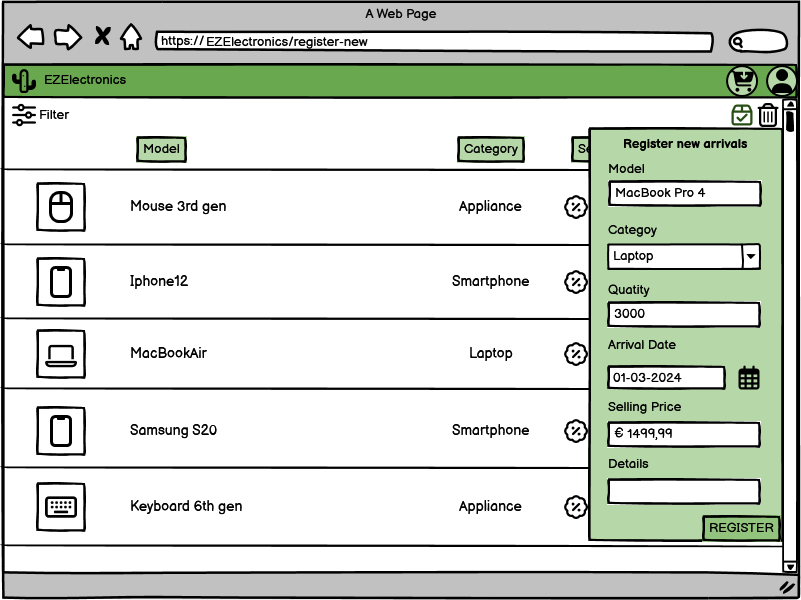 A Web Page
https://EZElectronics/register-new
EZElectronics
Filter
Model
Category
Se
Mouse 3rd gen
Appliance
Iphone12
Smartphone
MacBookAir
Laptop
Samsung S20
Smartphone
Keyboard 6th gen
Appliance
Register new arrivals
Model
MacBook Pro 4
Categoy
Laptop
Quatity
3000
Arrival Date
01-03-2024
Selling Price
€ 1499,99
Details
REGISTER